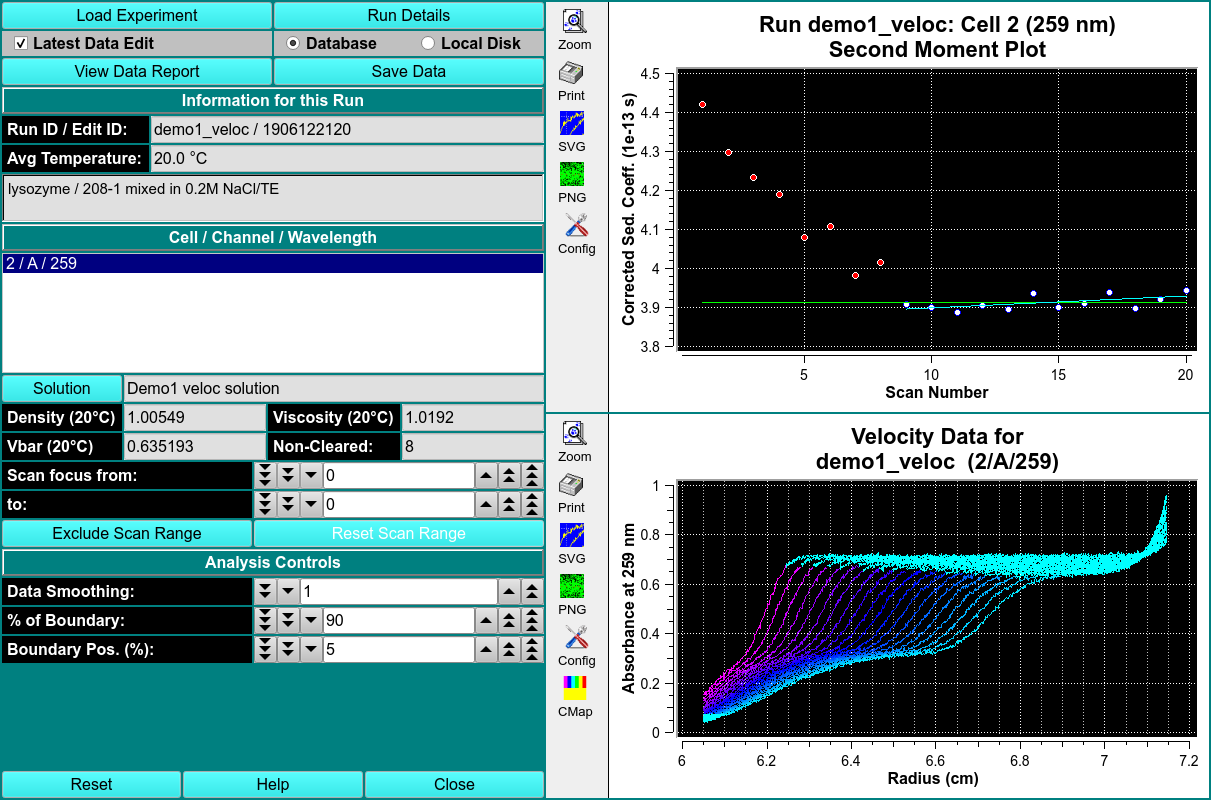 Load Experiment
Run Details
Latest Data Edit
Database
Local Disk
View Data Report
Save Data
Information for this Run
Run ID / Edit ID:
demo1_veloc / 1906122120
Avg Temperature:
20.0 °C
lysozyme / 208-1 mixed in 0.2M NaCl/TE
Cell / Channel / Wavelength
2 / A / 259
Solution
Demo1 veloc solution
Density (20°C)
1.00549
Viscosity (20°C)
1.0192
Vbar (20°C)
0.635193
Non-Cleared:
8
Scan focus from:
0
to:
0
Exclude Scan Range
Reset Scan Range
Analysis Controls
Data Smoothing:
1
% of Boundary:
90
Boundary Pos. (%):
5
Reset
Help
Close
Zoom
Print
SVG
PNG
Config
Run demo1_veloc: Cell 2 (259 nm)
Second Moment Plot
Corrected Sed. Coeff. (1e-13 s)
4.5
4.4
4.3
4.2
4.1
4
3.9
3.8
5
10
15
20
Scan Number
Zoom
Print
SVG
PNG
Config
CMap
Velocity Data for
demo1_veloc (2/A/259)
Absorbance at 259 nm
1
0.8
0.6
0.4
0.2
0
6
6.2
6.4
6.6
6.8
7
7.2
Radius (cm)